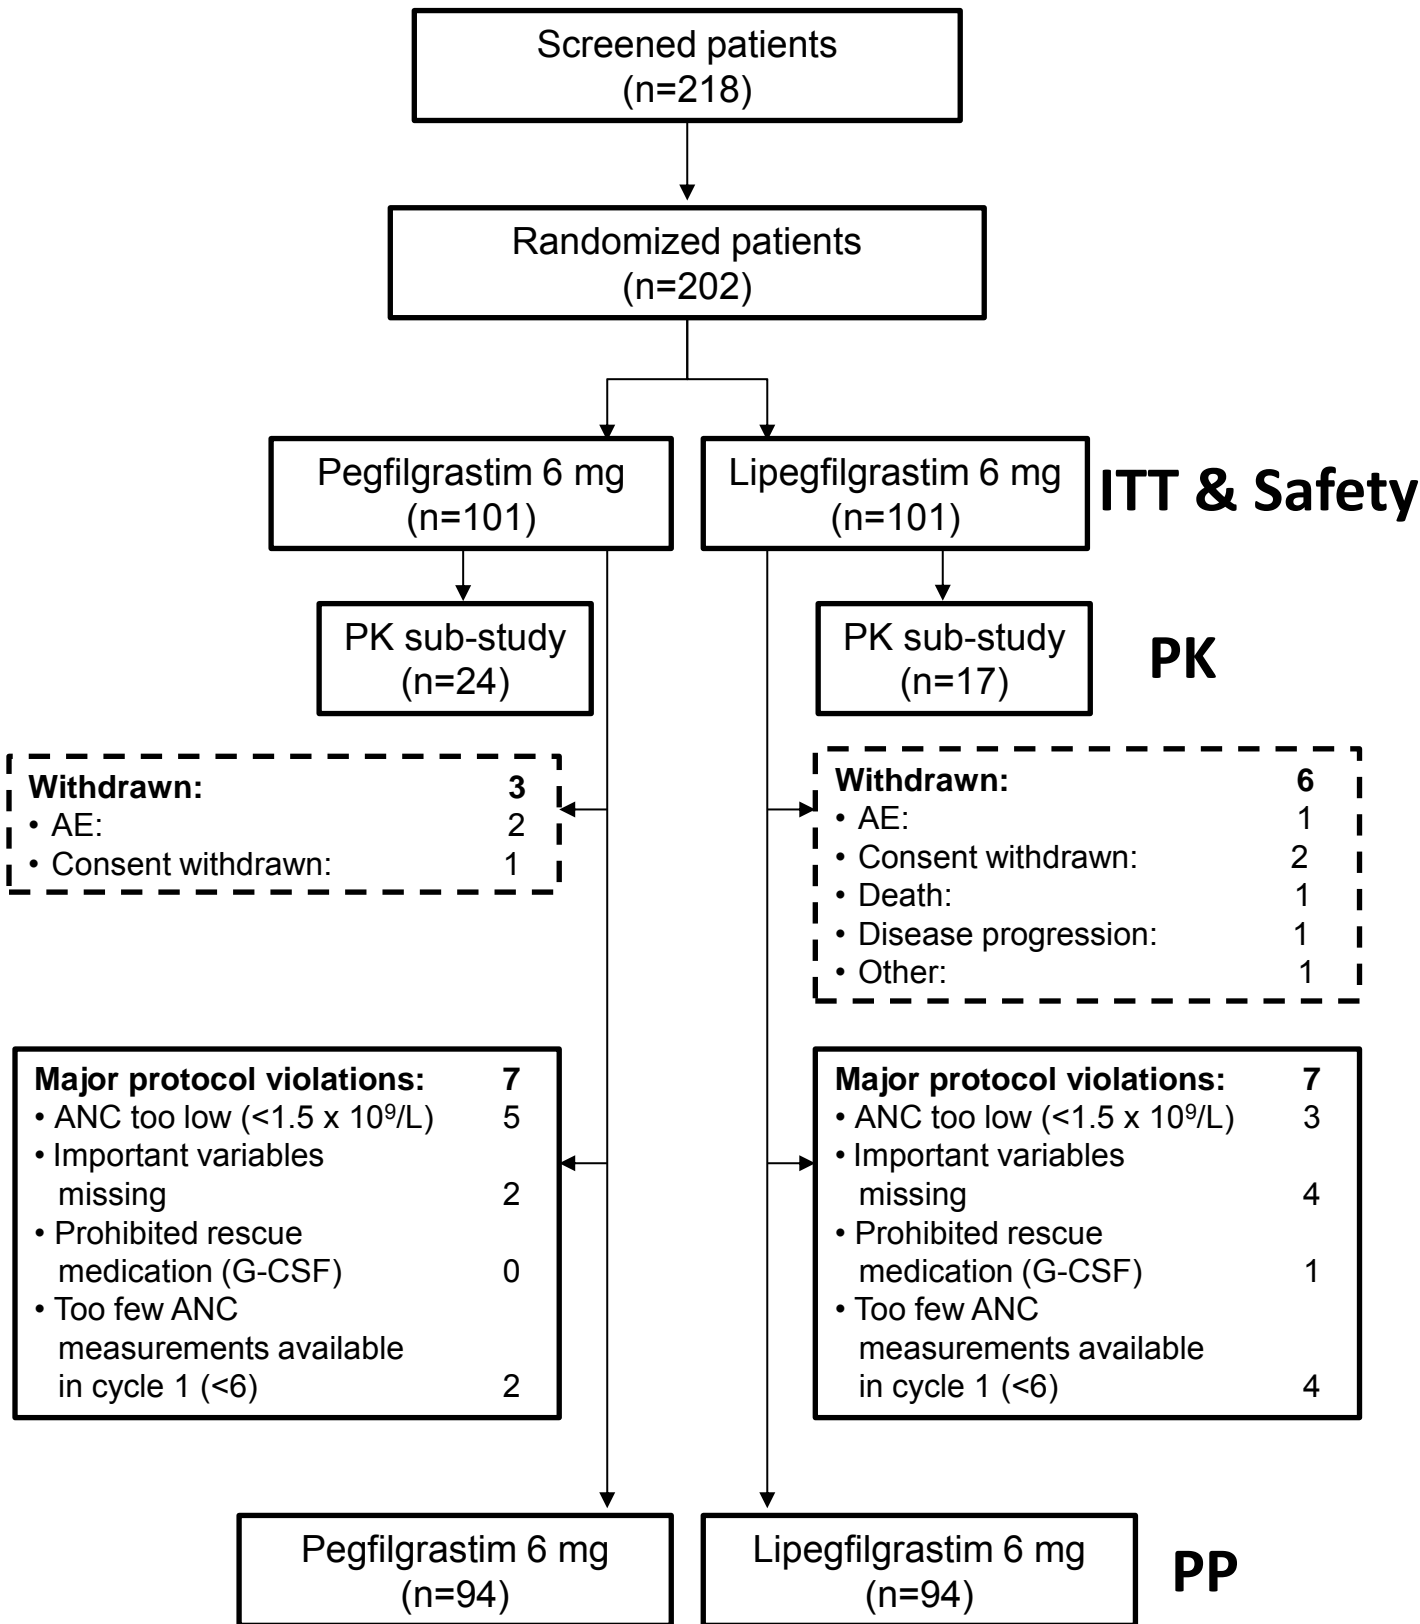 Screened patients
(n=218)
Randomized patients
(n=202)
Pegfilgrastim 6 mg
(n=101)
Lipegfilgrastim 6 mg
(n=101)
ITT & Safety
PK sub-study
(n=24)
PK sub-study
(n=17)
PK
Withdrawn: 3
• AE: 2
• Consent withdrawn: 1
Withdrawn: 6
• AE: 1
• Consent withdrawn: 2
• Death: 1
• Disease progression: 1
• Other: 1
Major protocol violations: 7
• ANC too low (<1.5 x 10⁹/L) 5
• Important variables
missing 2
• Prohibited rescue
medication (G-CSF) 0
• Too few ANC
measurements available
in cycle 1 (<6) 2
Major protocol violations: 7
• ANC too low (<1.5 x 10⁹/L) 3
• Important variables
missing 4
• Prohibited rescue
medication (G-CSF) 1
• Too few ANC
measurements available
in cycle 1 (<6) 4
Pegfilgrastim 6 mg
(n=94)
Lipegfilgrastim 6 mg
(n=94)
PP